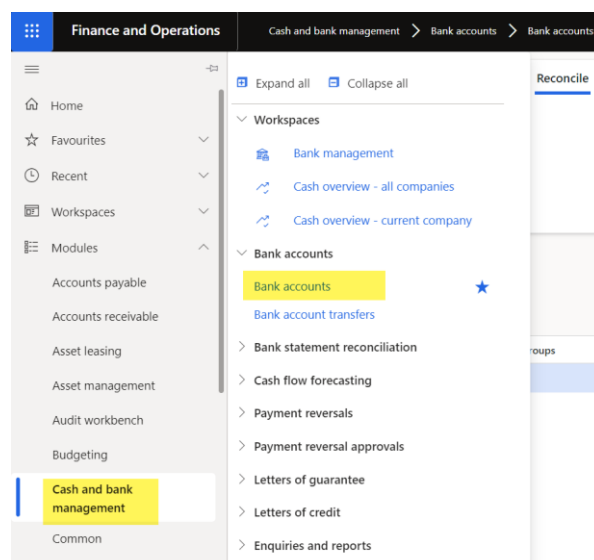 Finance and Operations
Cash and bank management > Bank accounts > Bank accounts
Expand all Collapse all
Reconcile
Home
Favourites
Recent
Workspaces
Modules
Accounts payable
Accounts receivable
Asset leasing
Asset management
Audit workbench
Budgeting
Cash and bank
management
Common
Workspaces
Bank management
Cash overview - all companies
Cash overview - current company
Bank accounts
Bank accounts
Bank account transfers
Bank statement reconciliation
Cash flow forecasting
Payment reversals
Payment reversal approvals
Letters of guarantee
Letters of credit
Enquiries and reports
roups